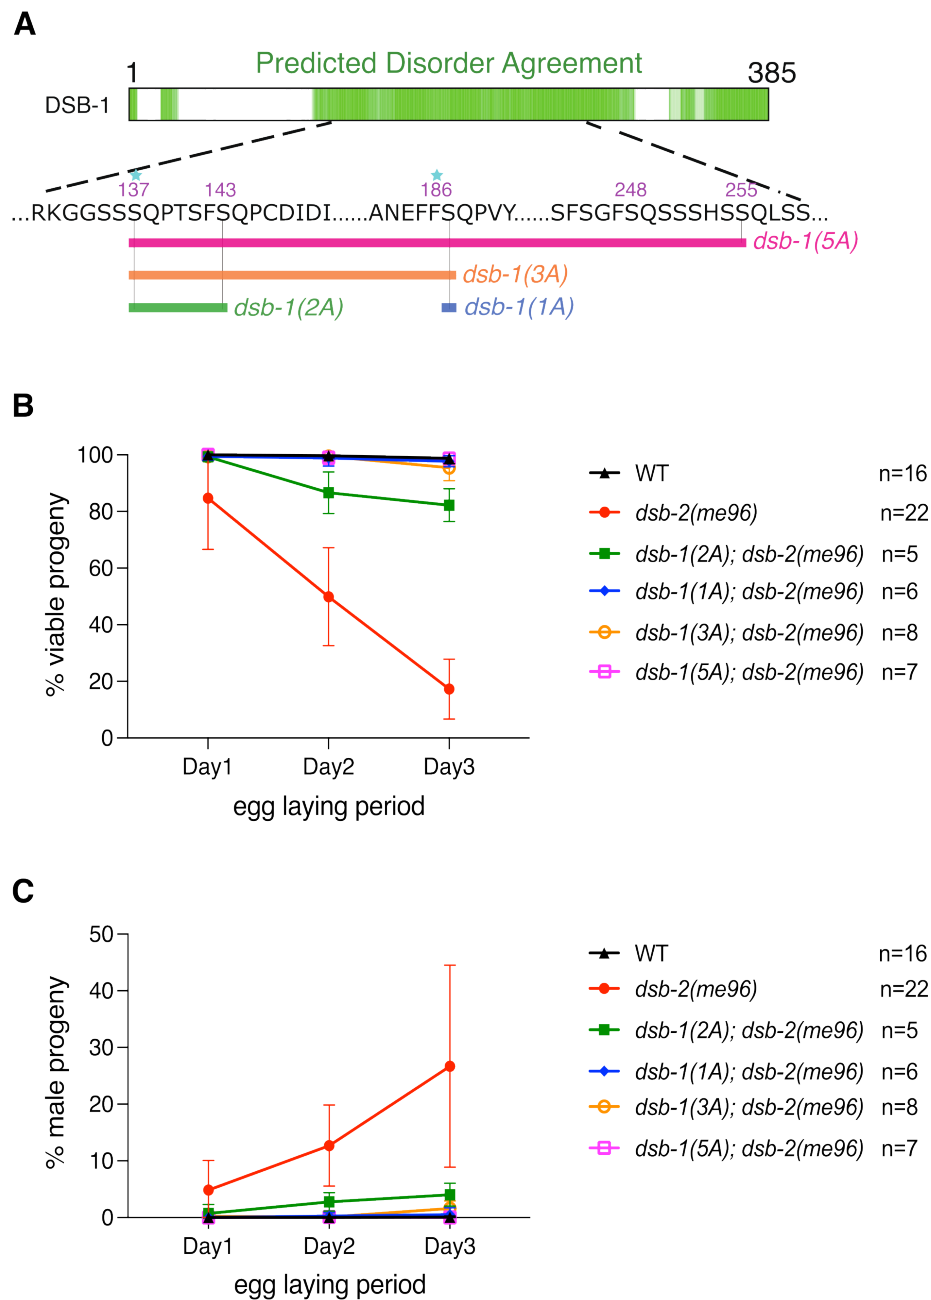 A
Predicted Disorder Agreement
1 385
DSB-1
137 143 186 248 255
...RKGGSSSQPTSFSQPCDIDI......ANEFFSQPVY......SFSGFSQSSSHSSQLSS...
dsb-1(5A)
dsb-1(3A)
dsb-1(2A) dsb-1(1A)
B
% viable progeny
100
80
60
40
20
0
Day1 Day2 Day3
egg laying period
WT n=16
dsb-2(me96) n=22
dsb-1(2A); dsb-2(me96) n=5
dsb-1(1A); dsb-2(me96) n=6
dsb-1(3A); dsb-2(me96) n=8
dsb-1(5A); dsb-2(me96) n=7
C
% male progeny
50
40
30
20
10
0
Day1 Day2 Day3
egg laying period
WT n=16
dsb-2(me96) n=22
dsb-1(2A); dsb-2(me96) n=5
dsb-1(1A); dsb-2(me96) n=6
dsb-1(3A); dsb-2(me96) n=8
dsb-1(5A); dsb-2(me96) n=7